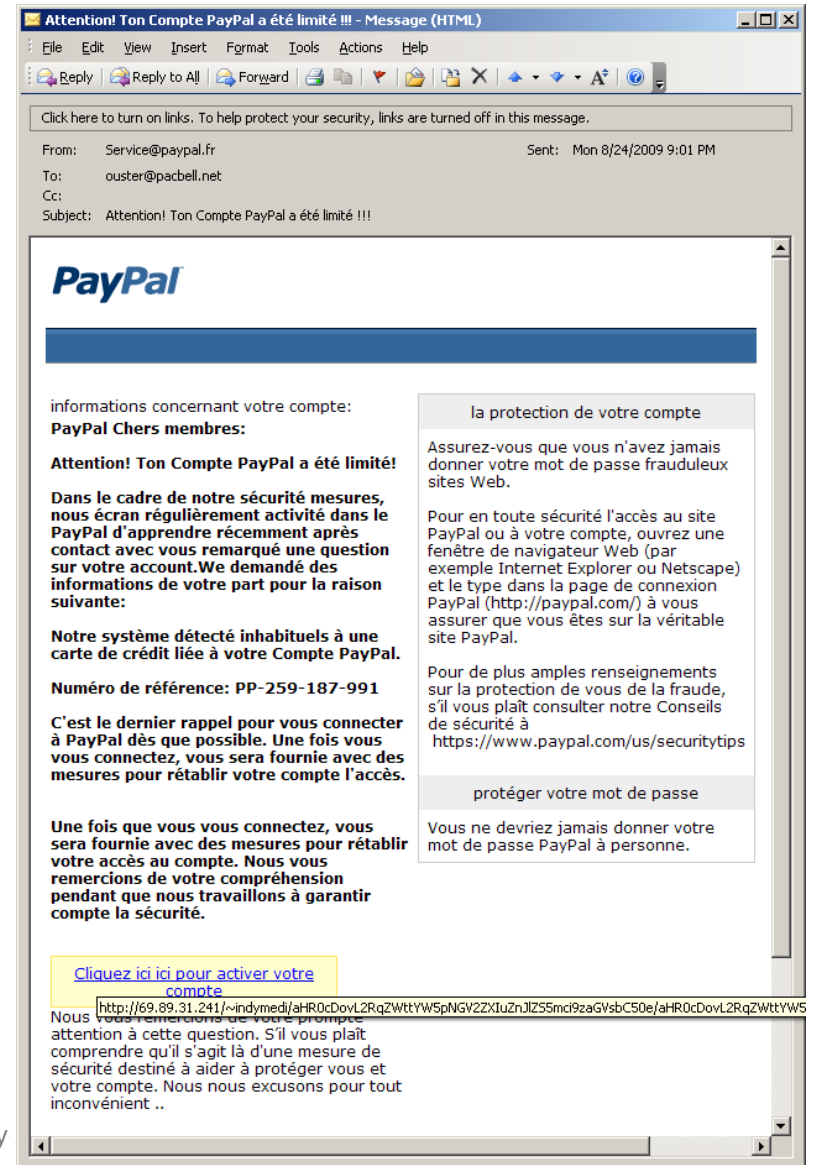 Attention! Ton Compte PayPal a été limité !!! - Message (HTML)
File Edit View Insert Format Tools Actions Help
Reply Reply to All Forward
Click here to turn on links. To help protect your security, links are turned off in this message.
From: Service@paypal.fr Sent: Mon 8/24/2009 9:01 PM
To: ouster@pacbell.net
Cc:
Subject: Attention! Ton Compte PayPal a été limité !!!
PayPal
informations concernant votre compte:
PayPal Chers membres:
Attention! Ton Compte PayPal a été limité!
Dans le cadre de notre sécurité mesures,
nous écran régulièrement activité dans le
PayPal d'apprendre récemment après
contact avec vous remarqué une question
sur votre account.We demandé des
informations de votre part pour la raison
suivante:
Notre système détecté inhabituels à une
carte de crédit liée à votre Compte PayPal.
Numéro de référence: PP-259-187-991
C'est le dernier rappel pour vous connecter
à PayPal dès que possible. Une fois vous
vous connectez, vous sera fournie avec des
mesures pour rétablir votre compte l'accès.
Une fois que vous vous connectez, vous
sera fournie avec des mesures pour rétablir
votre accès au compte. Nous vous
remercions de votre compréhension
pendant que nous travaillons à garantir
compte la sécurité.
Cliquez ici ici pour activer votre
compte
http://69.89.31.241/~indymedi/aHR0cDovL2RqZWttYW5pNGV2ZXIuZnJlZS5mci9zaGVsbC50e/aHR0cDovL2RqZWttYW5
Nous vous remercions de votre prompte
attention à cette question. S'il vous plaît
comprendre qu'il s'agit là d'une mesure de
sécurité destiné à aider à protéger vous et
votre compte. Nous nous excusons pour tout
inconvénient ..
la protection de votre compte
Assurez-vous que vous n'avez jamais
donner votre mot de passe frauduleux
sites Web.
Pour en toute sécurité l'accès au site
PayPal ou à votre compte, ouvrez une
fenêtre de navigateur Web (par
exemple Internet Explorer ou Netscape)
et le type dans la page de connexion
PayPal (http://paypal.com/) à vous
assurer que vous êtes sur la véritable
site PayPal.
Pour de plus amples renseignements
sur la protection de vous de la fraude,
s'il vous plaît consulter notre Conseils
de sécurité à
https://www.paypal.com/us/securitytips
protéger votre mot de passe
Vous ne devriez jamais donner votre
mot de passe PayPal à personne.
y